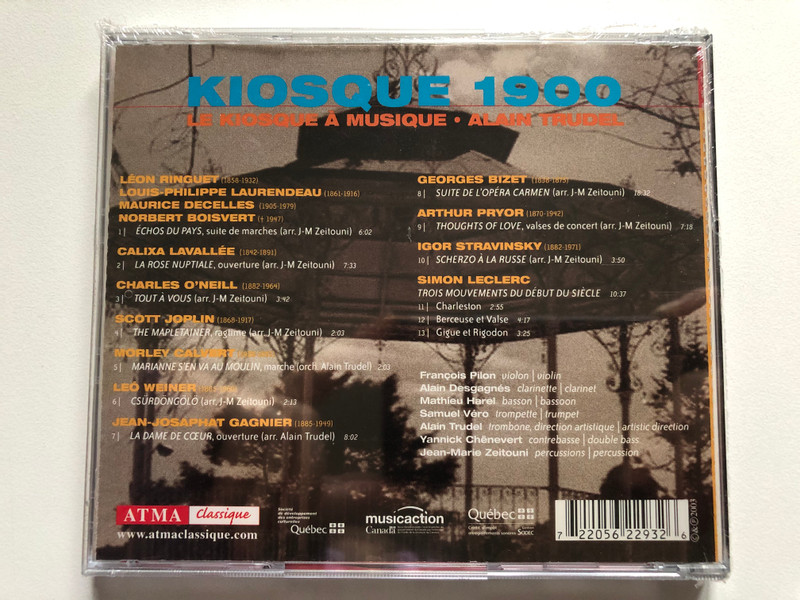 KIOSQUE 1900
LE KIOSQUE À MUSIQUE • ALAIN TRUDEL
LÉON RINGUET (1858-1932)
LOUIS-PHILIPPE LAURENDEAU (1861-1916)
MAURICE DECELLES (1905-1979)
NORBERT BOISVERT († 1947)
1| ÉCHOS DU PAYS, suite de marches (arr. J-M Zeitouni) 6:02
CALIXA LAVALLÉE (1842-1891)
2| LA ROSE NUPTIALE, ouverture (arr. J-M Zeitouni) 7:33
CHARLES O'NEILL (1882-1964)
3| TOUT À VOUS (arr. J-M Zeitouni) 3:42
SCOTT JOPLIN (1868-1917)
4| THE MAPLETAINER, ragtime (arr. J-M Zeitouni) 2:03
MORLEY CALVERT
5| MARIANNE S'EN VA AU MOULIN, marche (orch. Alain Trudel) 2:03
LEÓ WEINER
6| CSÜRDÖNGÖLŐ (arr. J-M Zeitouni) 2:13
JEAN-JOSAPHAT GAGNIER (1885-1949)
7| LA DAME DE CŒUR, ouverture (arr. Alain Trudel) 8:02
GEORGES BIZET (1838-1875)
8| SUITE DE L'OPÉRA CARMEN (arr. J-M Zeitouni) 18:32
ARTHUR PRYOR (1870-1942)
9| THOUGHTS OF LOVE, valses de concert (arr. J-M Zeitouni) 7:18
IGOR STRAVINSKY (1882-1971)
10| SCHERZO À LA RUSSE (arr. J-M Zeitouni) 3:50
SIMON LECLERC
TROIS MOUVEMENTS DU DÉBUT DU SIÈCLE 10:37
11| Charleston 2:55
12| Berceuse et Valse 4:17
13| Gigue et Rigodon 3:25
François Pilon violon | violin
Alain Desgagnés clarinette | clarinet
Mathieu Harel basson | bassoon
Samuel Véro trompette | trumpet
Alain Trudel trombone, direction artistique | artistic direction
Yannick Chênevert contrebasse | double bass
Jean-Marie Zeitouni percussions | percussion
ATMA classique
www.atmaclassique.com
Société
de développement
des entreprises
culturelles
Québec
musicaction
Canada
Québec
SODEC
7 22056 22932 6
©&℗ 2003